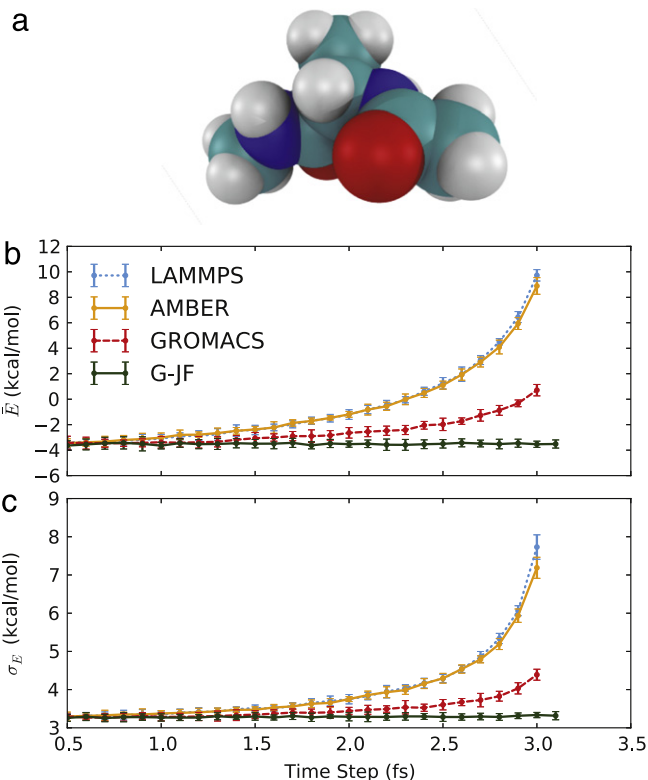 a
b
12
10
8
6
4
2
0
−2
−4
−6
Ē (kcal/mol)
LAMMPS
AMBER
GROMACS
G-JF
c
9
8
7
6
5
4
3
σE (kcal/mol)
0.5 1.0 1.5 2.0 2.5 3.0 3.5
Time Step (fs)